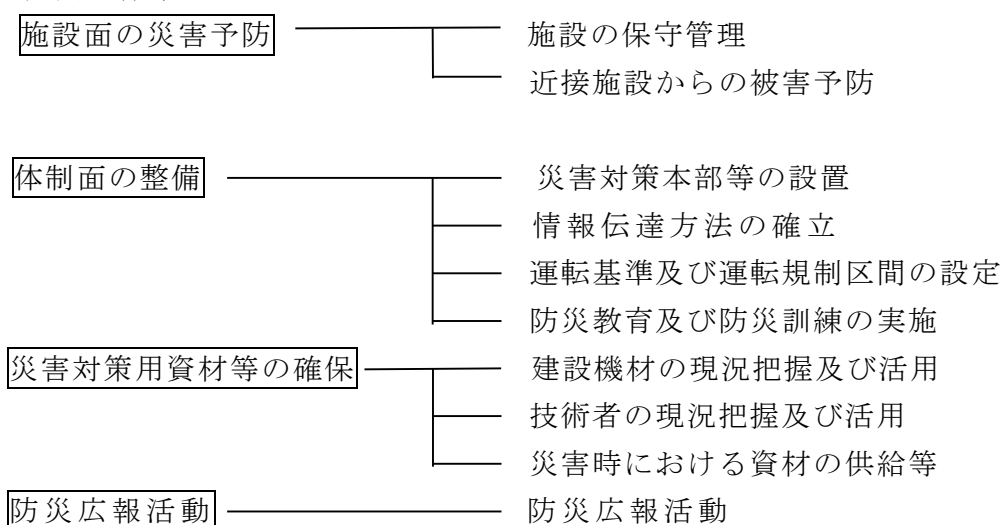 施設面の災害予防 施設の保守管理
近接施設からの被害予防
体制面の整備 災害対策本部等の設置
情報伝達方法の確立
運転基準及び運転規制区間の設定
防災教育及び防災訓練の実施
災害対策用資材等の確保 建設機材の現況把握及び活用
技術者の現況把握及び活用
災害時における資材の供給等
防災広報活動 防災広報活動